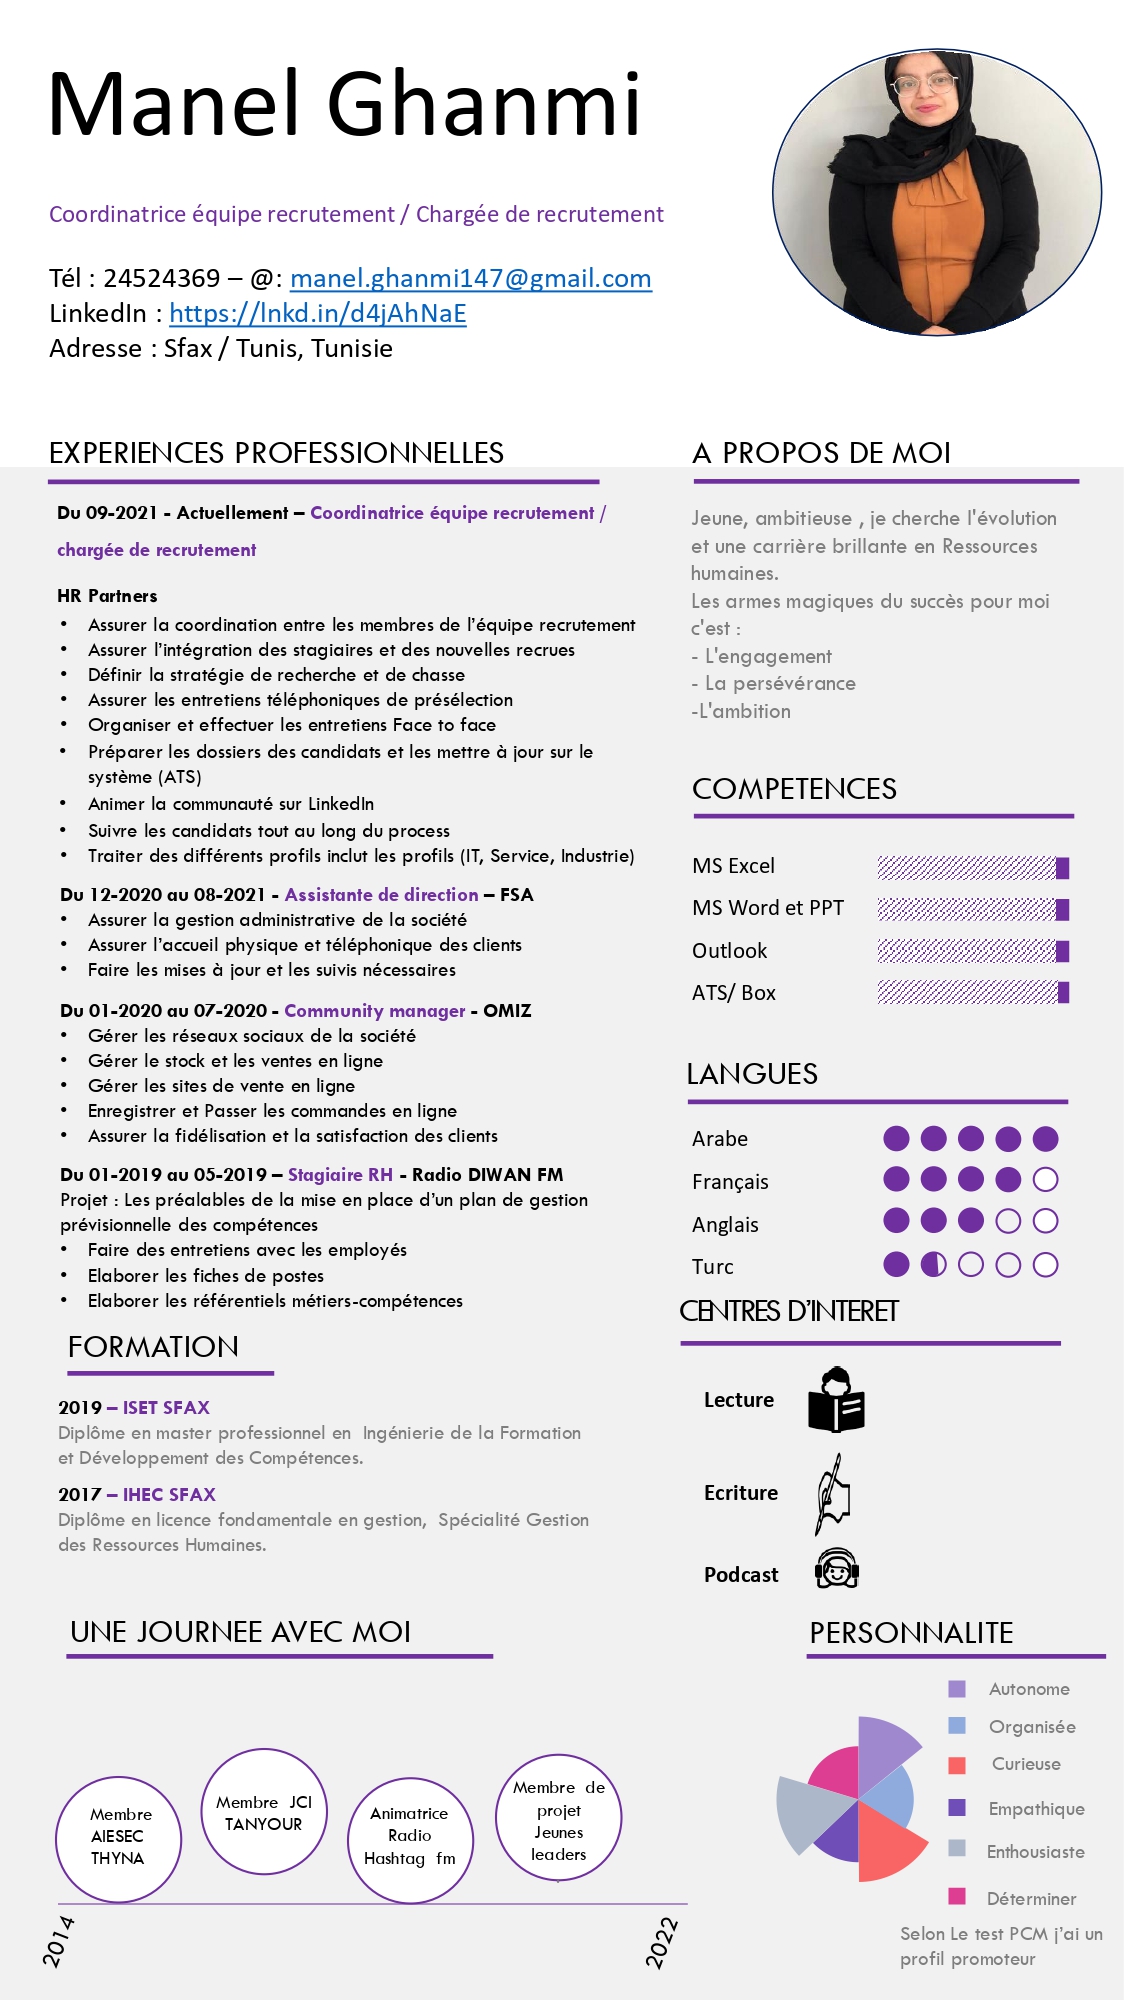 Manel Ghanmi
Coordinatrice équipe recrutement / Chargée de recrutement
Tél : 24524369 – @: manel.ghanmi147@gmail.com
LinkedIn : https://lnkd.in/d4jAhNaE
Adresse : Sfax / Tunis, Tunisie
EXPERIENCES PROFESSIONNELLES
Du 09-2021 - Actuellement – Coordinatrice équipe recrutement /
chargée de recrutement
HR Partners
• Assurer la coordination entre les membres de l'équipe recrutement
• Assurer l'intégration des stagiaires et des nouvelles recrues
• Définir la stratégie de recherche et de chasse
• Assurer les entretiens téléphoniques de présélection
• Organiser et effectuer les entretiens Face to face
• Préparer les dossiers des candidats et les mettre à jour sur le
système (ATS)
• Animer la communauté sur LinkedIn
• Suivre les candidats tout au long du process
• Traiter des différents profils inclut les profils (IT, Service, Industrie)
Du 12-2020 au 08-2021 - Assistante de direction – FSA
• Assurer la gestion administrative de la société
• Assurer l'accueil physique et téléphonique des clients
• Faire les mises à jour et les suivis nécessaires
Du 01-2020 au 07-2020 - Community manager - OMIZ
• Gérer les réseaux sociaux de la société
• Gérer le stock et les ventes en ligne
• Gérer les sites de vente en ligne
• Enregistrer et Passer les commandes en ligne
• Assurer la fidélisation et la satisfaction des clients
Du 01-2019 au 05-2019 – Stagiaire RH - Radio DIWAN FM
Projet : Les préalables de la mise en place d'un plan de gestion
prévisionnelle des compétences
• Faire des entretiens avec les employés
• Elaborer les fiches de postes
• Elaborer les référentiels métiers-compétences
FORMATION
2019 – ISET SFAX
Diplôme en master professionnel en Ingénierie de la Formation
et Développement des Compétences.
2017 – IHEC SFAX
Diplôme en licence fondamentale en gestion, Spécialité Gestion
des Ressources Humaines.
A PROPOS DE MOI
Jeune, ambitieuse , je cherche l'évolution
et une carrière brillante en Ressources
humaines.
Les armes magiques du succès pour moi
c'est :
- L'engagement
- La persévérance
-L'ambition
COMPETENCES
MS Excel
MS Word et PPT
Outlook
ATS/ Box
LANGUES
Arabe
Français
Anglais
Turc
CENTRES D'INTERET
Lecture
Ecriture
Podcast
UNE JOURNEE AVEC MOI
Membre
AIESEC
THYNA
Membre JCI
TANYOUR
Animatrice
Radio
Hashtag fm
Membre de
projet
Jeunes
leaders
2014
2022
PERSONNALITE
Autonome
Organisée
Curieuse
Empathique
Enthousiaste
Déterminer
Selon Le test PCM j'ai un
profil promoteur